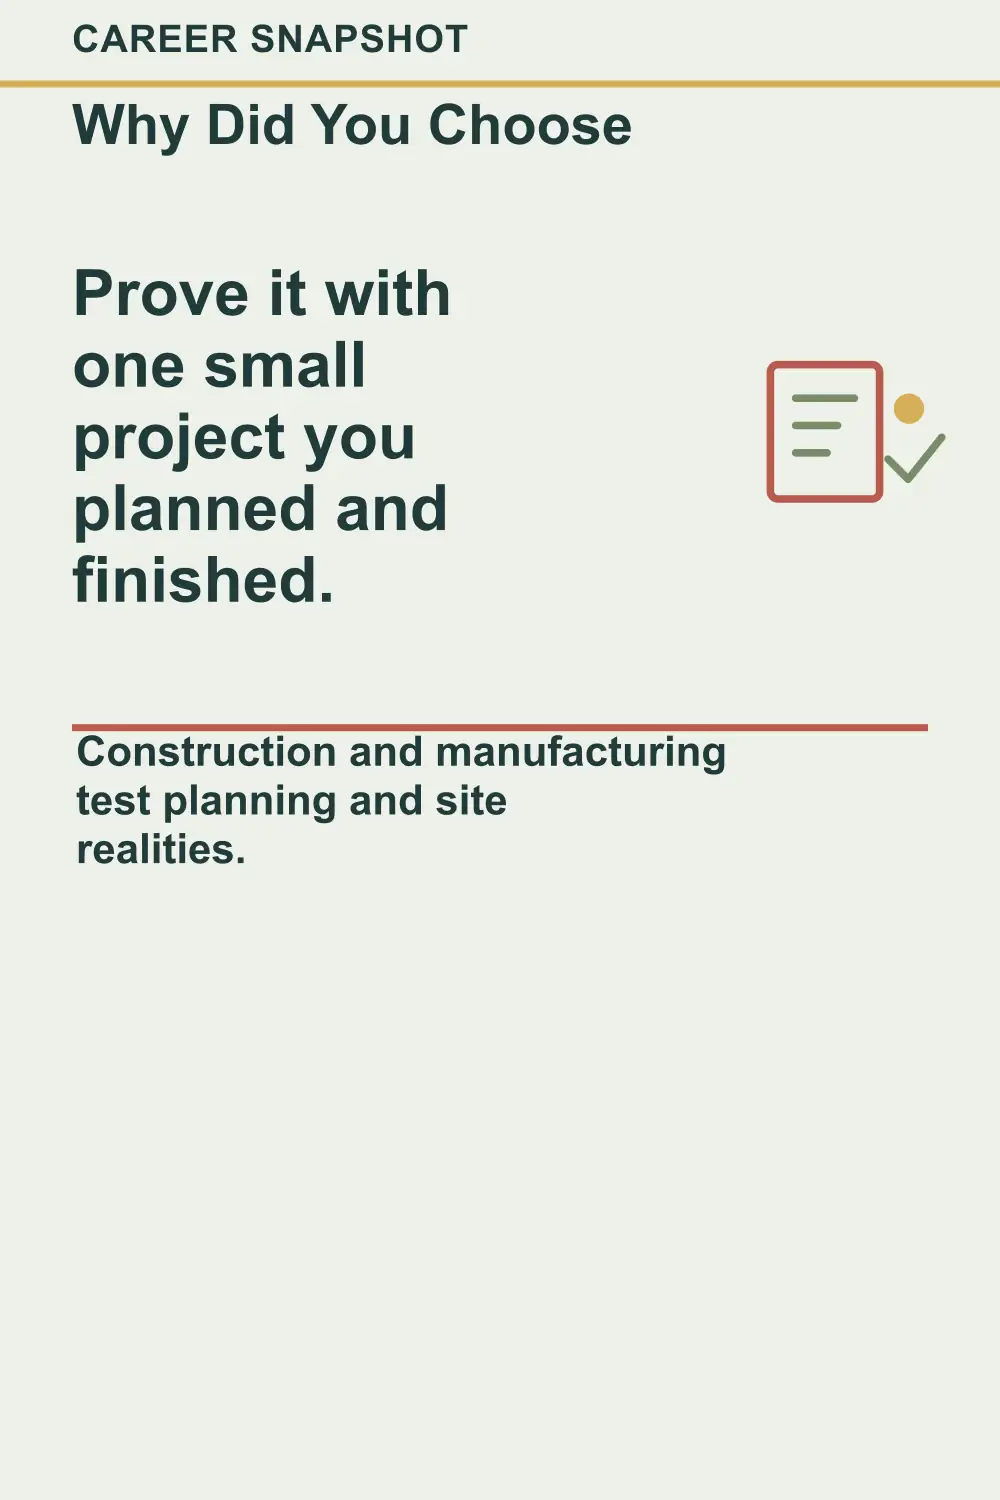 CAREER SNAPSHOT
Why Did You Choose
Prove it with
one small
project you
planned and
finished.
Construction and manufacturing
test planning and site
realities.